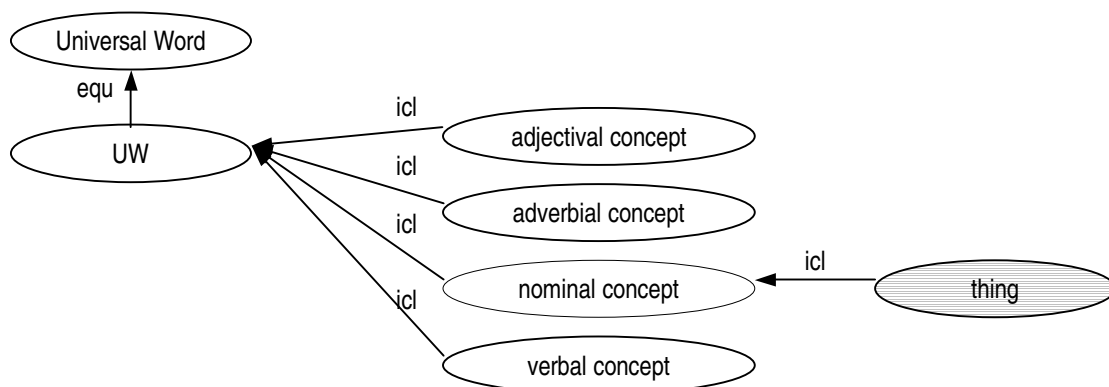 Universal Word
equ
UW
icl
adjectival concept
icl
adverbial concept
icl
nominal concept
icl
thing
icl
verbal concept